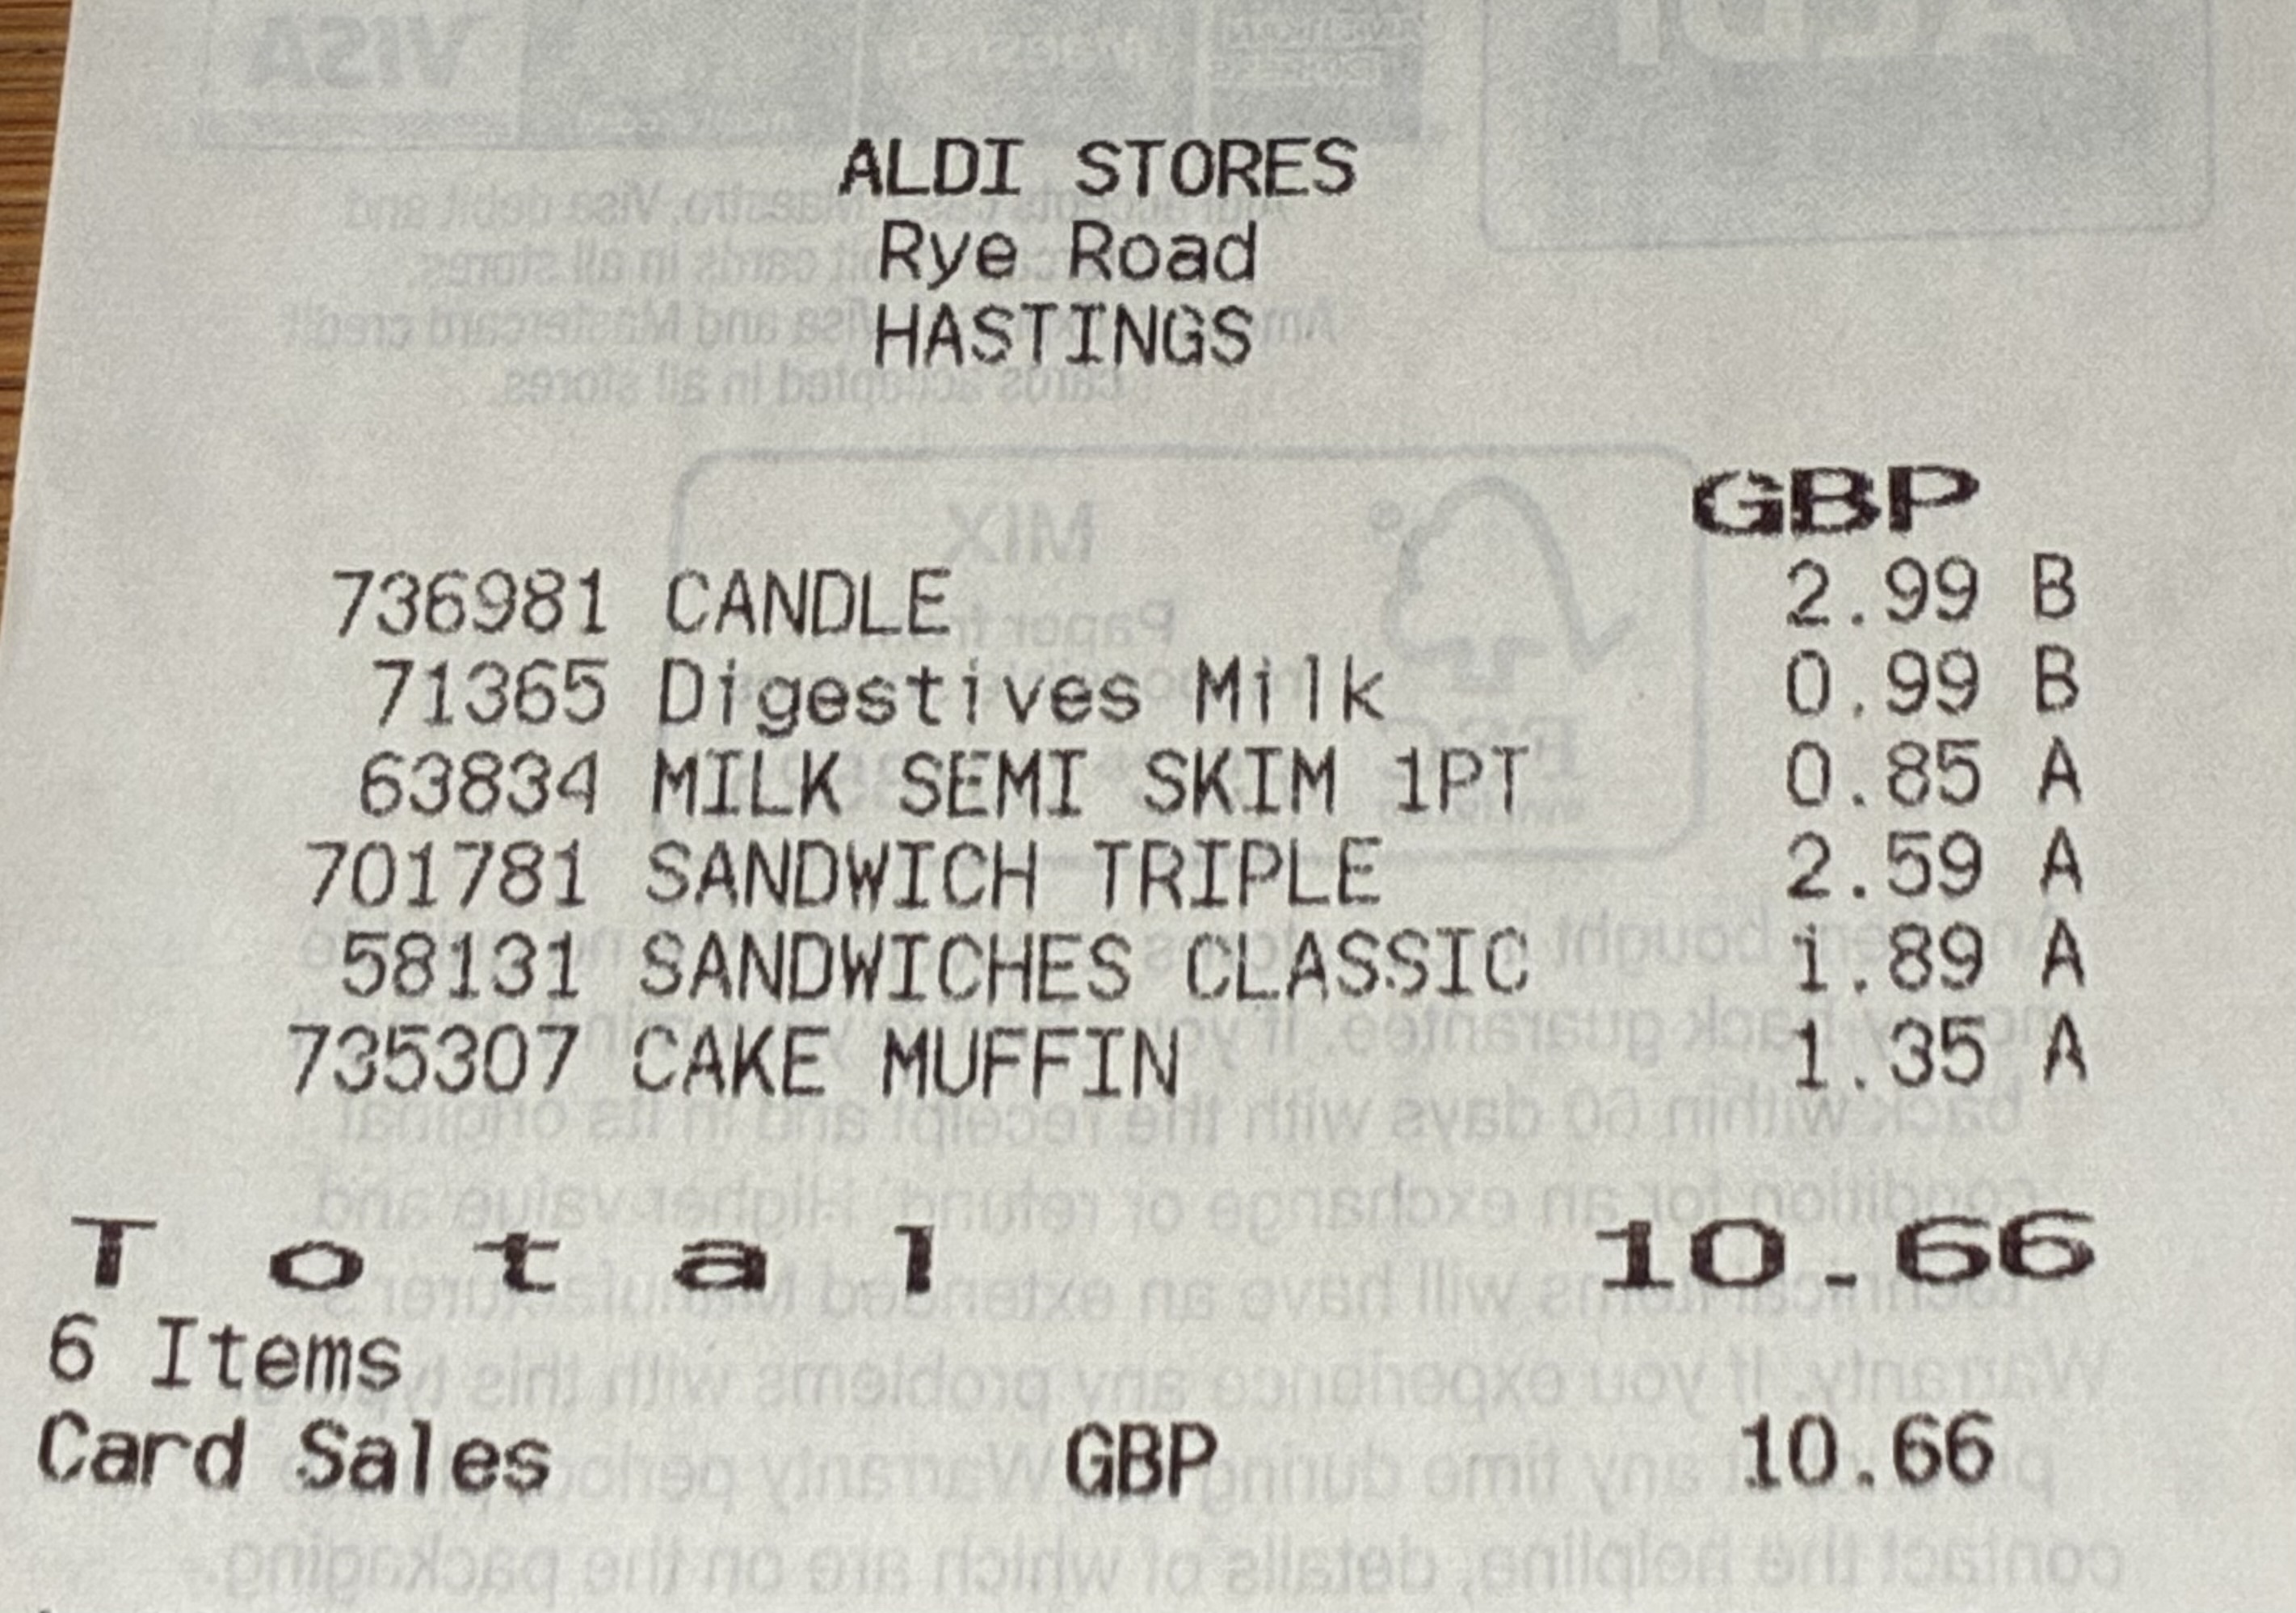 ALDI STORES
Rye Road
HASTINGS
GBP
736981 CANDLE 2.99 B
71365 Digestives Milk 0.99 B
63834 MILK SEMI SKIM 1PT 0.85 A
701781 SANDWICH TRIPLE 2.59 A
58131 SANDWICHES CLASSIC 1.89 A
735307 CAKE MUFFIN 1.35 A
Total 10.66
6 Items
Card Sales GBP 10.66